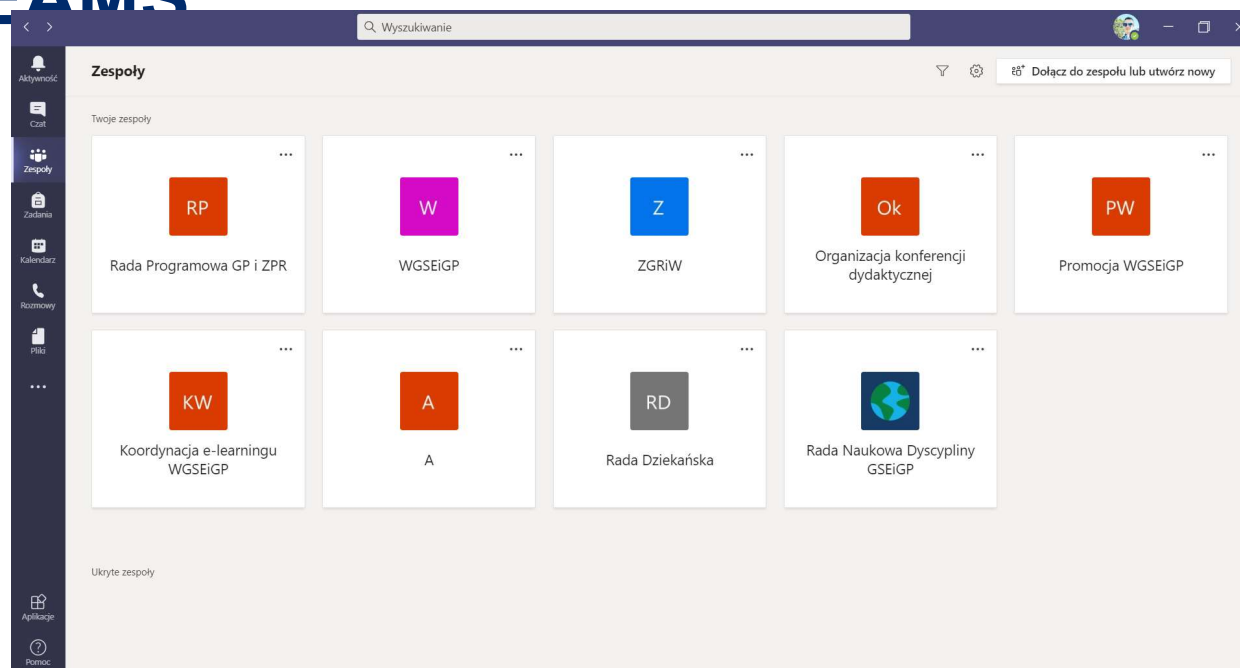 EAMS
Wyszukiwanie
Aktywność
Czat
Zespoły
Zadania
Kalendarz
Rozmowy
Pliki
Aplikacje
Pomoc
Zespoły
Dołącz do zespołu lub utwórz nowy
Twoje zespoły
RP
Rada Programowa GP i ZPR
W
WGSEiGP
Z
ZGRiW
Ok
Organizacja konferencji
dydaktycznej
PW
Promocja WGSEiGP
KW
Koordynacja e-learningu
WGSEiGP
A
A
RD
Rada Dziekańska
Rada Naukowa Dyscypliny
GSEiGP
Ukryte zespoły